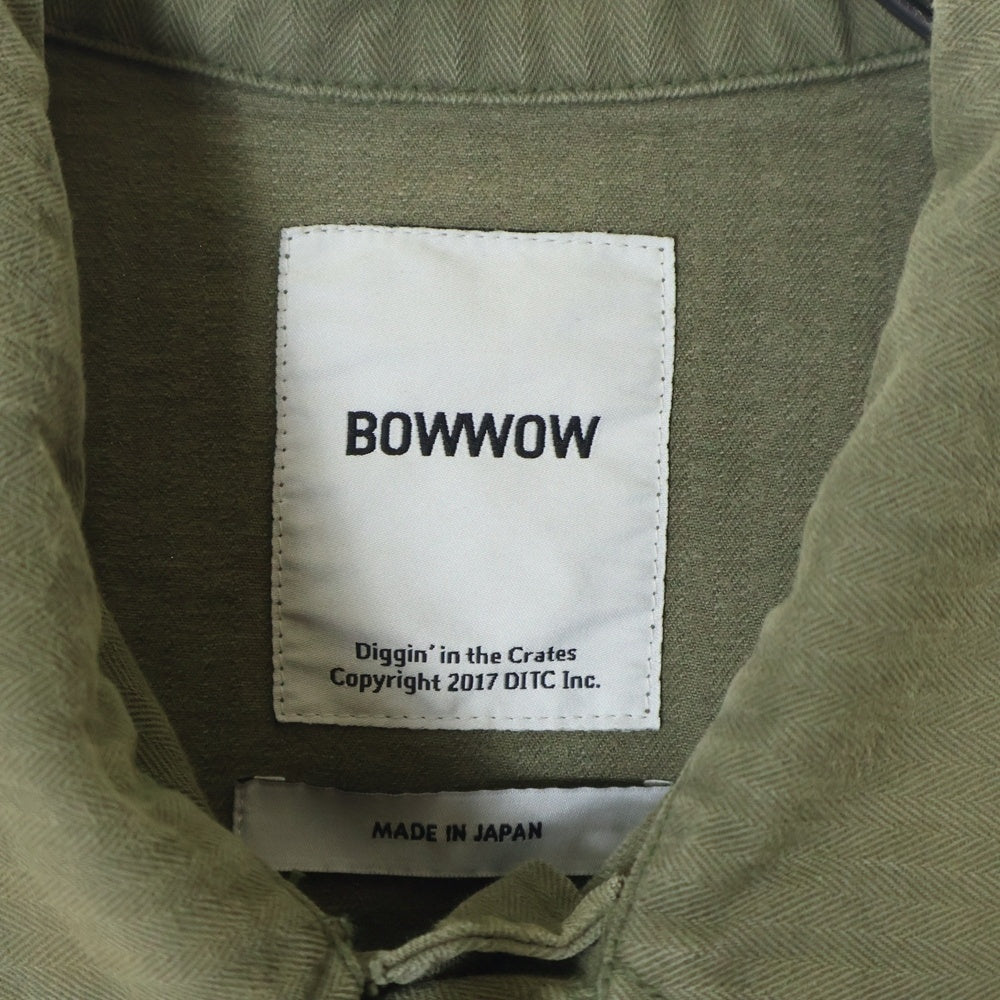 BOWWOW
Diggin' in the Crates
Copyright 2017 DITC Inc.
MADE IN JAPAN